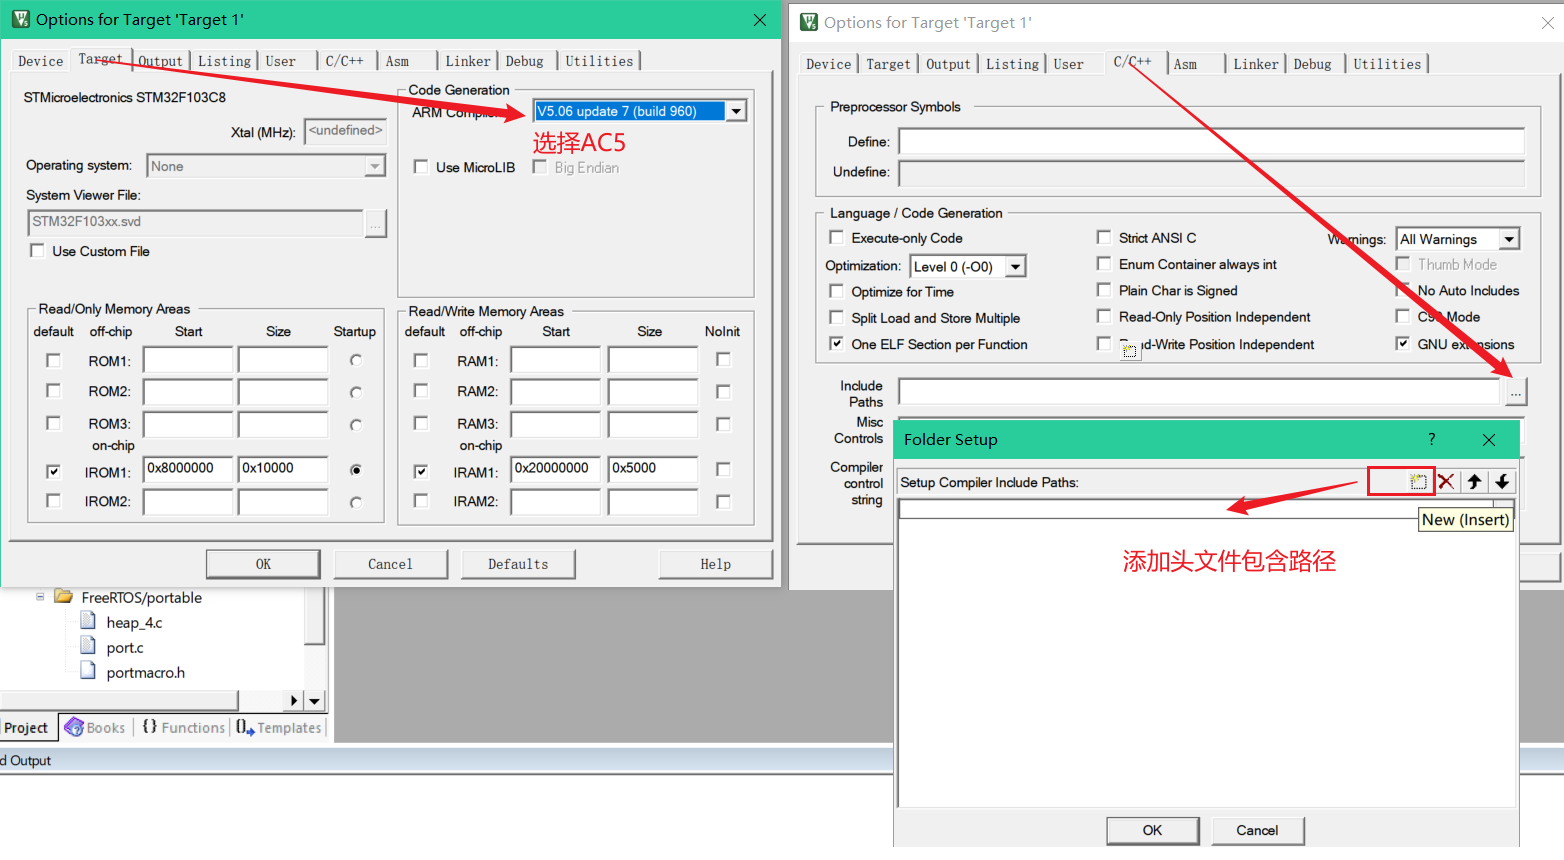 Options for Target 'Target 1'
Device Target Output Listing User C/C++ Asm Linker Debug Utilities
STMicroelectronics STM32F103C8
Xtal (MHz): <undefined>
Operating system: None
System Viewer File:
STM32F103xx.svd ...
Use Custom File
Code Generation
V5.06 update 7 (build 960)
ARM
选择AC5
Use MicroLIB Big Endian
Read/Only Memory Areas
default off-chip Start Size Startup
ROM1:
ROM2:
ROM3:
on-chip
IROM1: 0x8000000 0x10000
IROM2:
Read/Write Memory Areas
default off-chip Start Size NoInit
RAM1:
RAM2:
RAM3:
on-chip
IRAM1: 0x20000000 0x5000
IRAM2:
OK Cancel Defaults Help
FreeRTOS/portable
heap_4.c
port.c
portmacro.h
Project Books {} Functions Templates
d Output
Options for Target 'Target 1'
Device Target Output Listing User C/C++ Asm Linker Debug Utilities
Preprocessor Symbols
Define:
Undefine:
Language / Code Generation
Execute-only Code Strict ANSI C Warnings: All Warnings
Optimization: Level 0 (-O0) Enum Container always int Thumb Mode
Optimize for Time Plain Char is Signed No Auto Includes
Split Load and Store Multiple Read-Only Position Independent Mode
One ELF Section per Function -Write Position Independent GNU extensions
Include
Paths ...
Misc
Controls
Compiler
control
string
Folder Setup ?
Setup Compiler Include Paths:
New (Insert)
添加头文件包含路径
OK Cancel